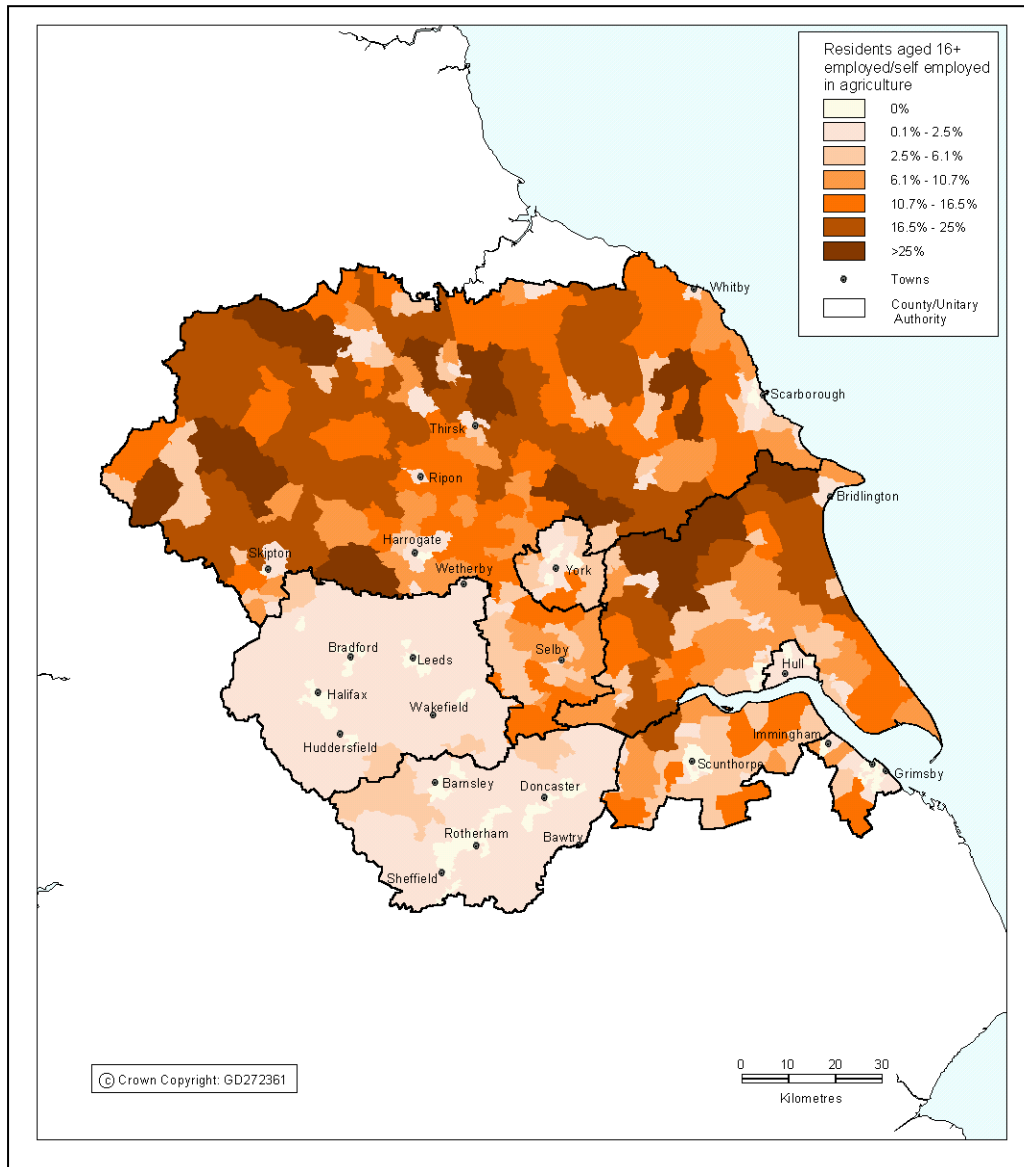 Residents aged 16+
employed/self employed
in agriculture
0%
0.1% - 2.5%
2.5% - 6.1%
6.1% - 10.7%
10.7% - 16.5%
16.5% - 25%
>25%
Towns
County/Unitary
Authority
Whitby
Scarborough
Thirsk
Ripon
Bridlington
Harrogate
Skipton
York
Wetherby
Bradford
Leeds
Selby
Hull
Halifax
Wakefield
Huddersfield
Immingham
Scunthorpe
Grimsby
Barnsley
Doncaster
Rotherham
Bawtry
Sheffield
© Crown Copyright: GD272361
0 10 20 30
Kilometres